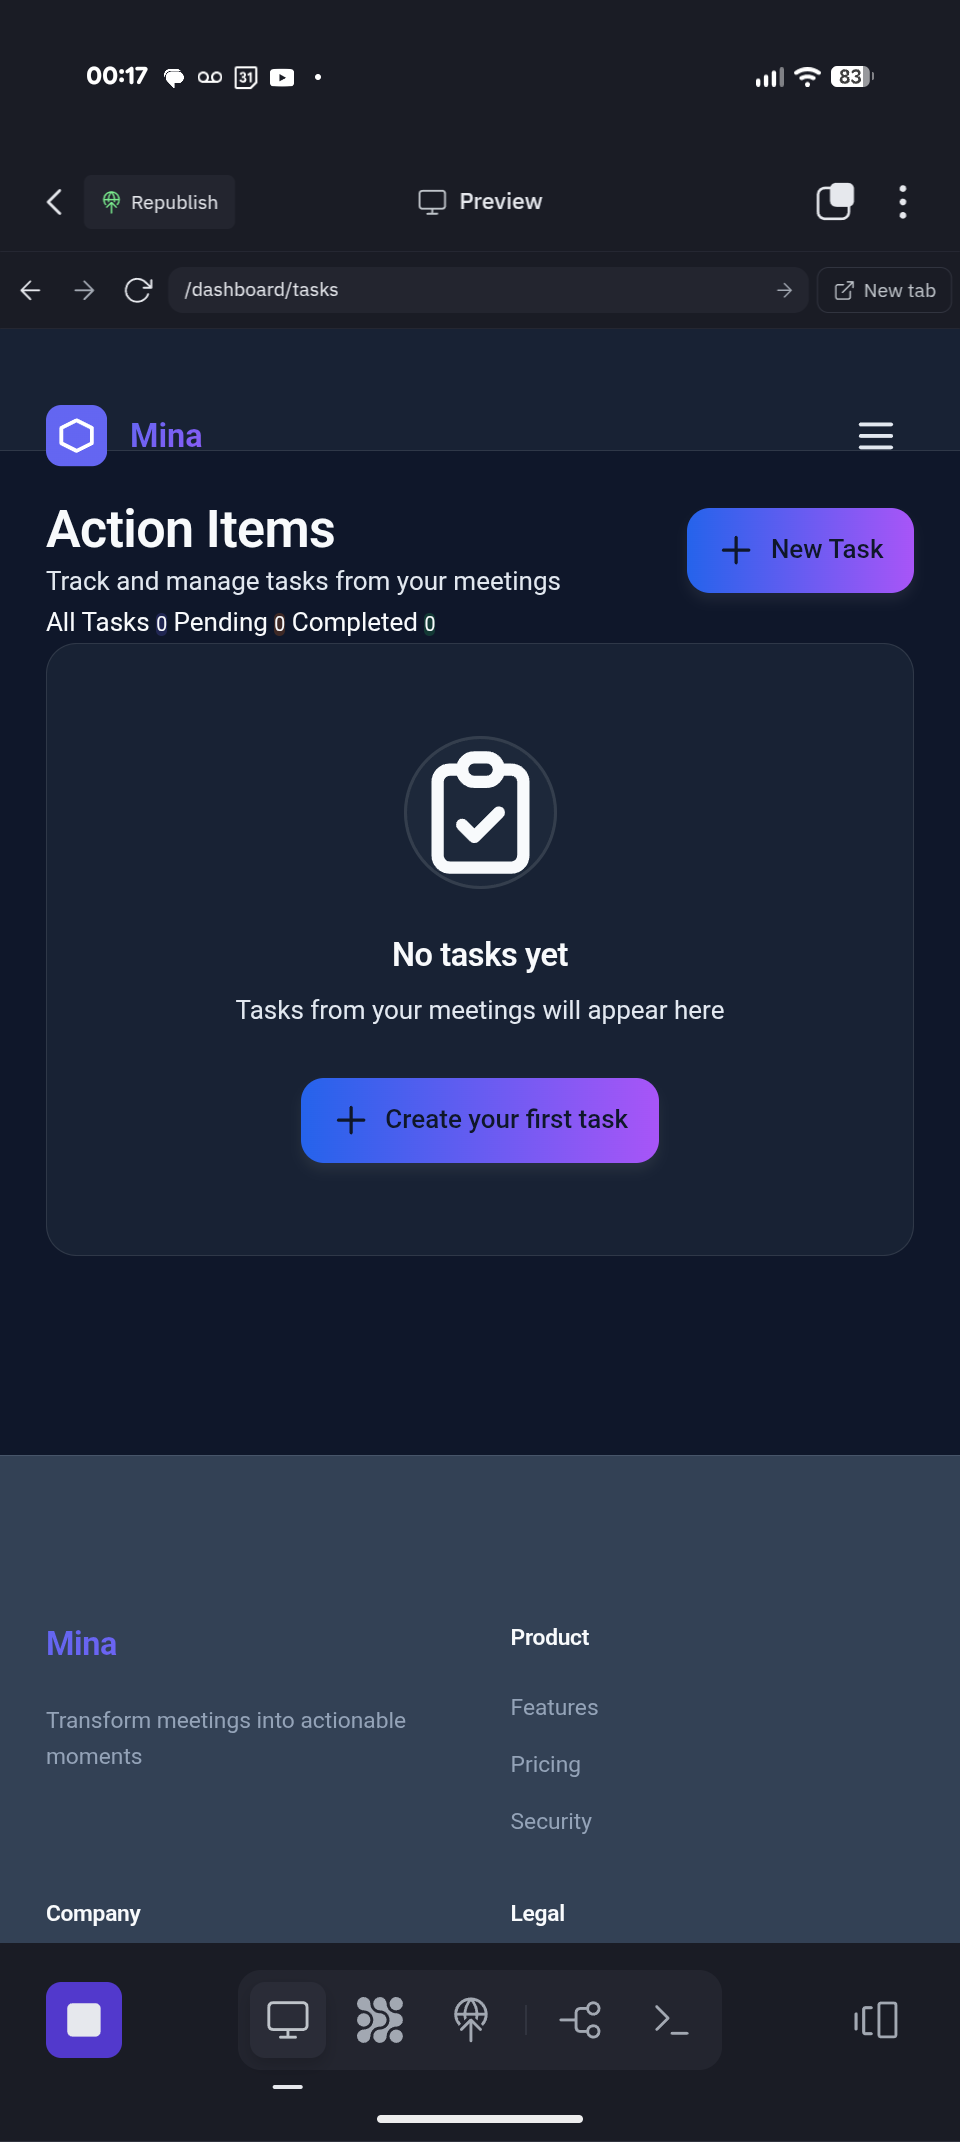 00:17
31
83
Republish
Preview
/dashboard/tasks
New tab
Mina
Action Items
New Task
Track and manage tasks from your meetings
All Tasks 0 Pending 0 Completed 0
No tasks yet
Tasks from your meetings will appear here
Create your first task
Mina
Transform meetings into actionable
moments
Product
Features
Pricing
Security
Company
Legal